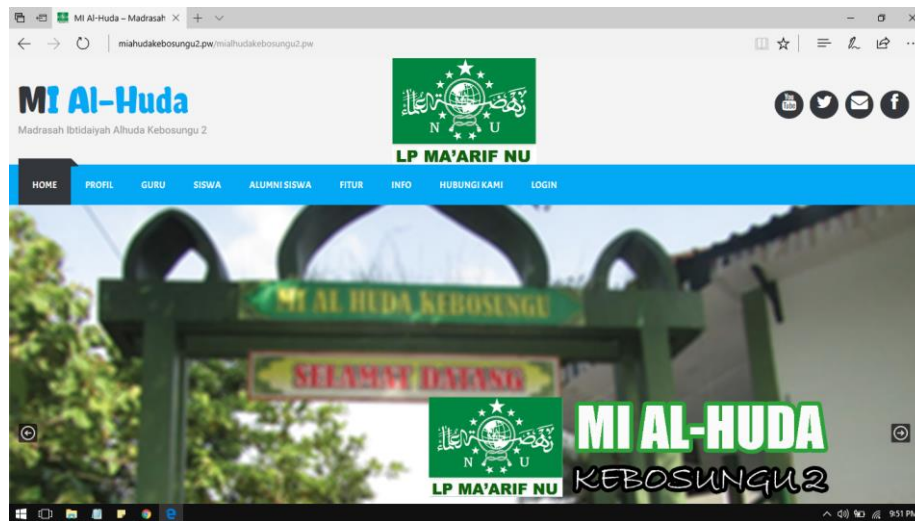 MI Al-Huda – Madrasah
miahudakebosungu2.pw/mialhudakebosungu2.pw
MI Al-Huda
Madrasah Ibtidaiyah Alhuda Kebosungu 2
N U
LP MA'ARIF NU
You
Tube
HOME PROFIL GURU SISWA ALUMNI SISWA FITUR INFO HUBUNGI KAMI LOGIN
MI AL HUDA KEBOSUNGU
SELAMAT DATANG
N U
LP MA'ARIF NU
MI AL-HUDA
KEBOSUNGU 2
9:51 PM